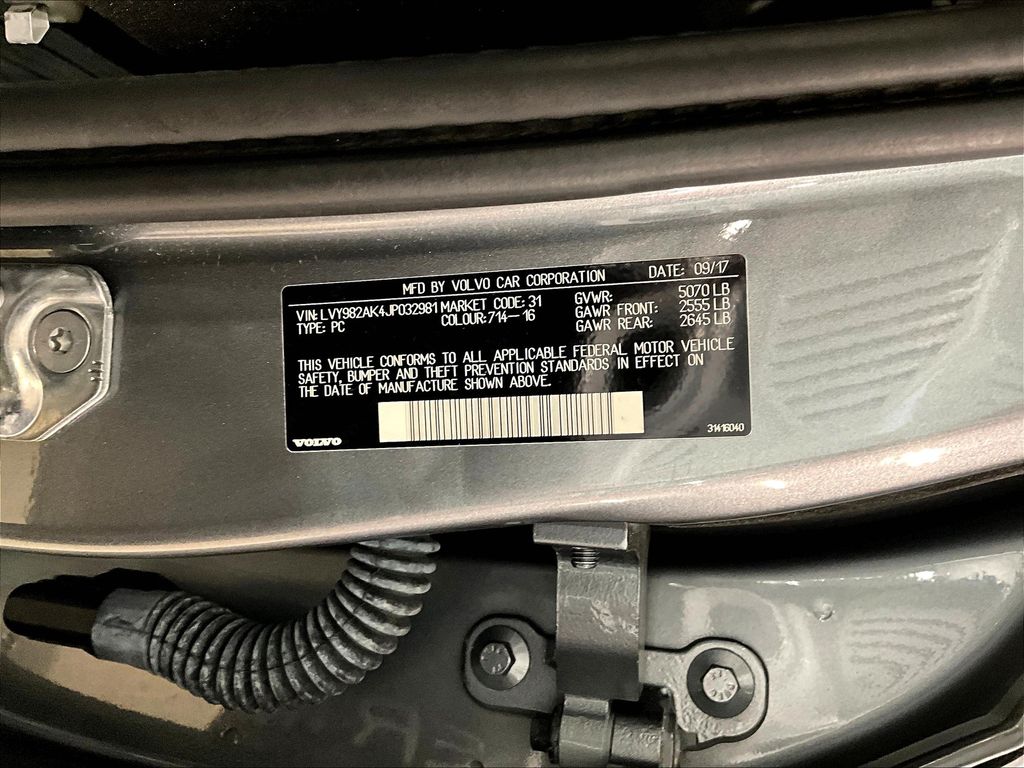 MFD BY VOLVO CAR CORPORATION DATE: 09/17
VIN: LVY982AK4JP032981 MARKET CODE: 31 GVWR: 5070 LB
TYPE: PC COLOUR: 714-16 GAWR FRONT: 2555 LB
GAWR REAR: 2645 LB
THIS VEHICLE CONFORMS TO ALL APPLICABLE FEDERAL MOTOR VEHICLE
SAFETY, BUMPER AND THEFT PREVENTION STANDARDS IN EFFECT ON
THE DATE OF MANUFACTURE SHOWN ABOVE.
VOLVO 31416040